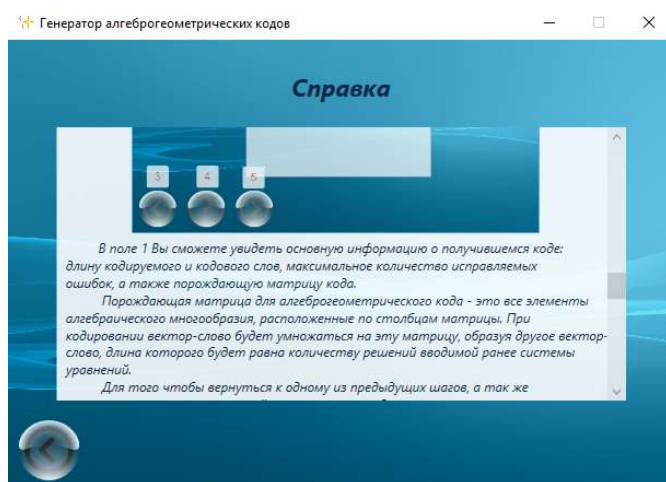 Генератор алгеброгеометрических кодов
Справка
3 4 5
В поле 1 Вы сможете увидеть основную информацию о получившемся коде:
длину кодируемого и кодового слов, максимальное количество исправляемых
ошибок, а также порождающую матрицу кода.
Порождающая матрица для алгеброгеометрического кода - это все элементы
алгебраического многообразия, расположенные по столбцам матрицы. При
кодировании вектор-слово будет умножаться на эту матрицу, образуя другое вектор-
слово, длина которого будет равна количеству решений вводимой ранее системы
уравнений.
Для того чтобы вернуться к одному из предыдущих шагов, а так же